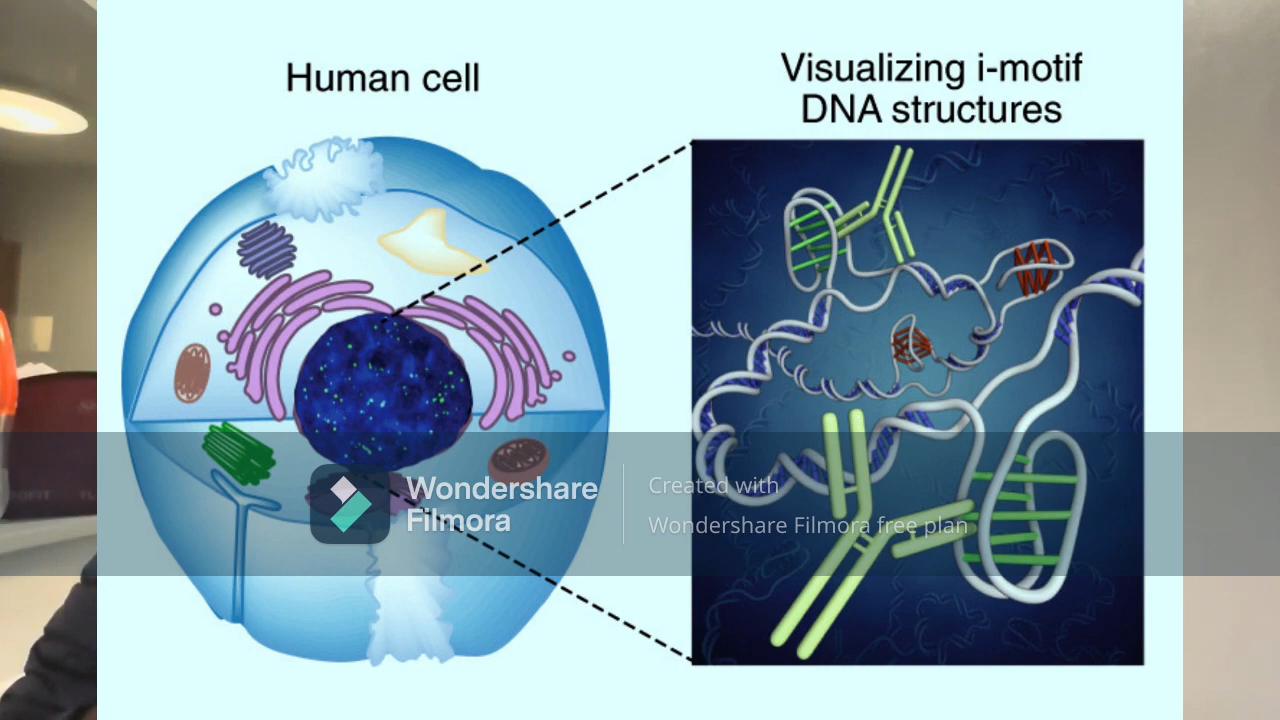 Human cell
Visualizing i-motif
DNA structures
Wondershare
Filmora
Created with
Wondershare Filmora free plan